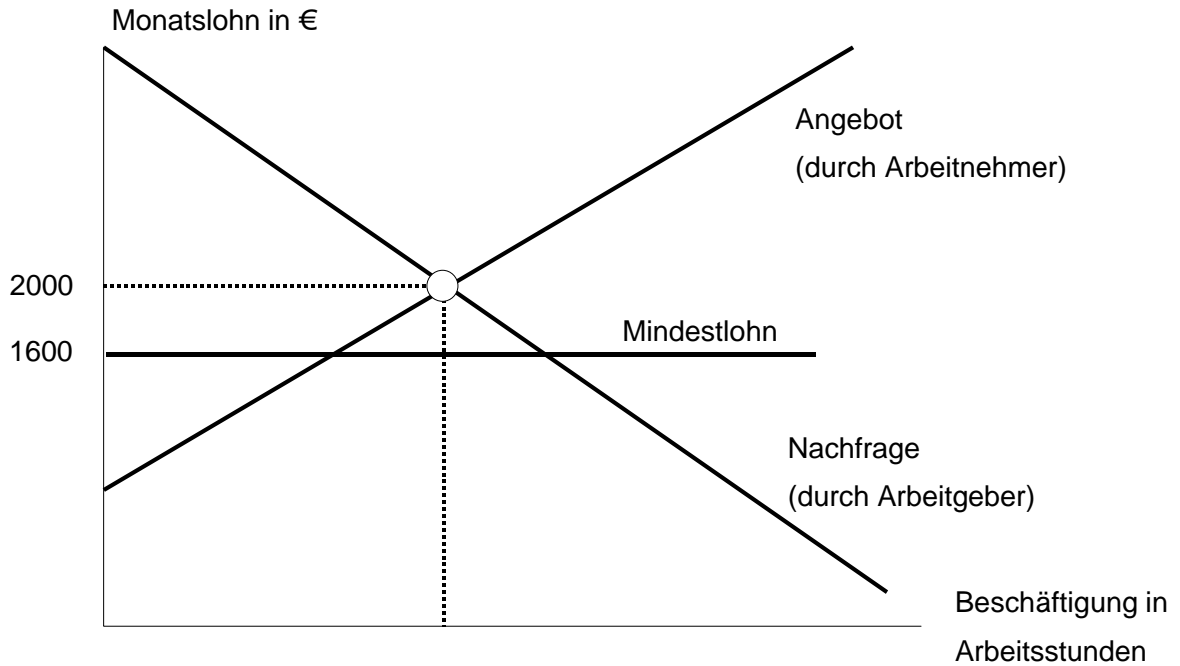 Monatslohn in €
Angebot
(durch Arbeitnehmer)
2000
Mindestlohn
1600
Nachfrage
(durch Arbeitgeber)
Beschäftigung in
Arbeitsstunden